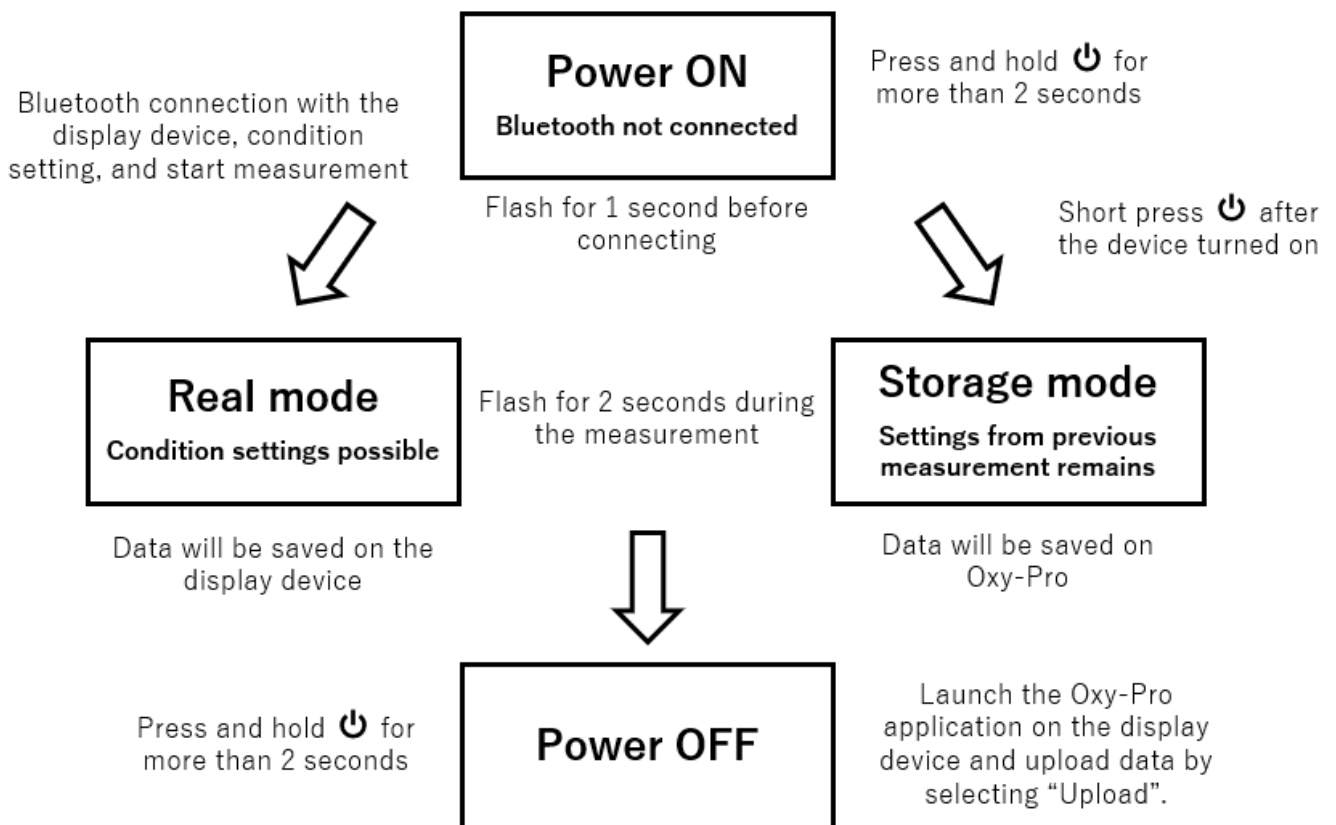 Power ON
Bluetooth not connected
Press and hold ⏻ for
more than 2 seconds
Bluetooth connection with the
display device, condition
setting, and start measurement
Flash for 1 second before
connecting
Short press ⏻ after
the device turned on
Real mode
Condition settings possible
Flash for 2 seconds during
the measurement
Storage mode
Settings from previous
measurement remains
Data will be saved on the
display device
Data will be saved on
Oxy-Pro
Press and hold ⏻ for
more than 2 seconds
Power OFF
Launch the Oxy-Pro
application on the display
device and upload data by
selecting “Upload”.